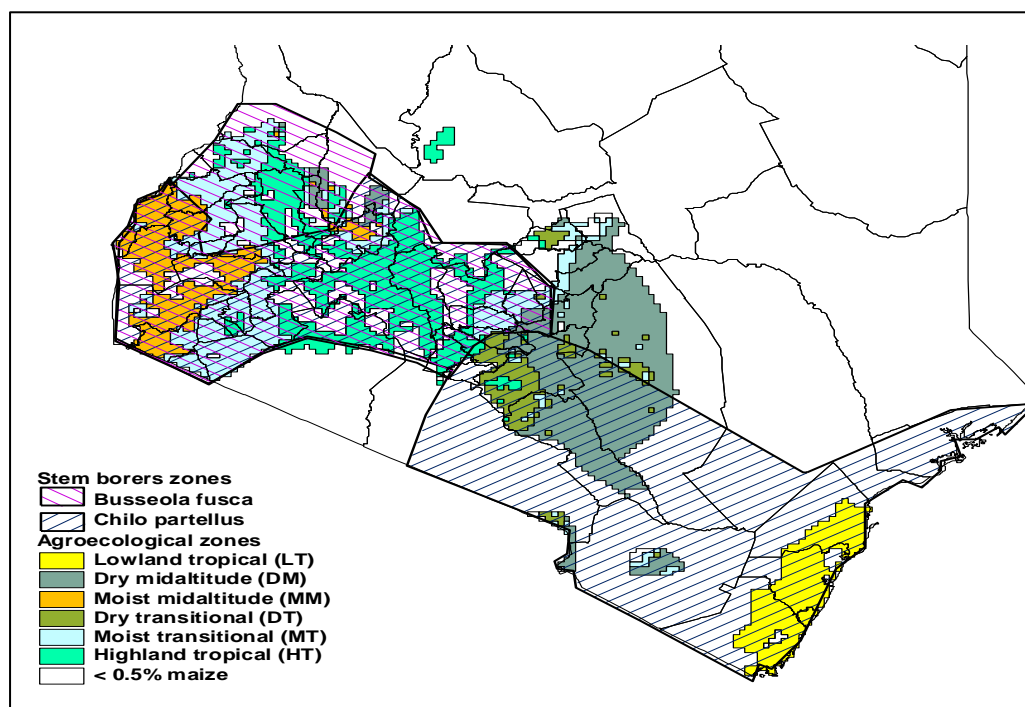 Stem borers zones
Busseola fusca
Chilo partellus
Agroecological zones
Lowland tropical (LT)
Dry midaltitude (DM)
Moist midaltitude (MM)
Dry transitional (DT)
Moist transitional (MT)
Highland tropical (HT)
< 0.5% maize